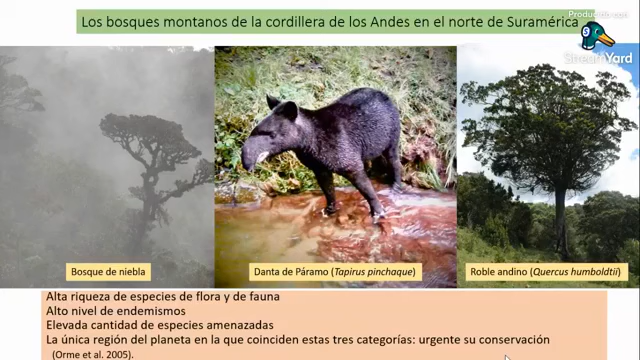 Los bosques montanos de la cordillera de los Andes en el norte de Suramérica
Producido con
StreamYard
Bosque de niebla
Danta de Páramo (Tapirus pinchaque)
Roble andino (Quercus humboldtii)
Alta riqueza de especies de flora y de fauna
Alto nivel de endemismos
Elevada cantidad de especies amenazadas
La única región del planeta en la que coinciden estas tres categorías: urgente su conservación
(Orme et al. 2005).